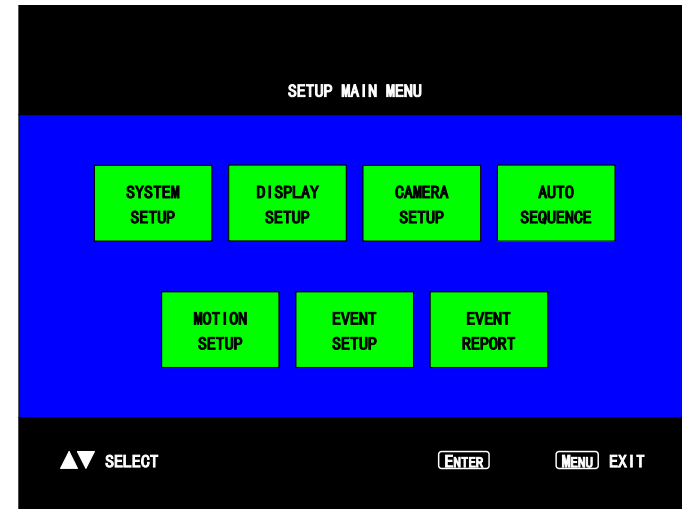 SETUP MAIN MENU
SYSTEM SETUP
DISPLAY SETUP
CAMERA SETUP
AUTO SEQUENCE
MOTION SETUP
EVENT SETUP
EVENT REPORT
▲▼ SELECT
ENTER
MENU EXIT